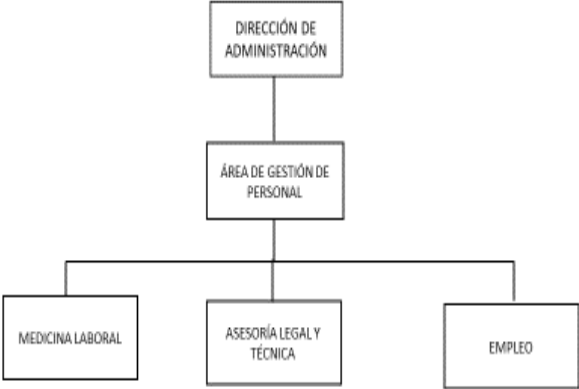 DIRECCIÓN DE
ADMINISTRACIÓN
ÁREA DE GESTIÓN DE
PERSONAL
MEDICINA LABORAL
ASESORÍA LEGAL Y
TÉCNICA
EMPLEO